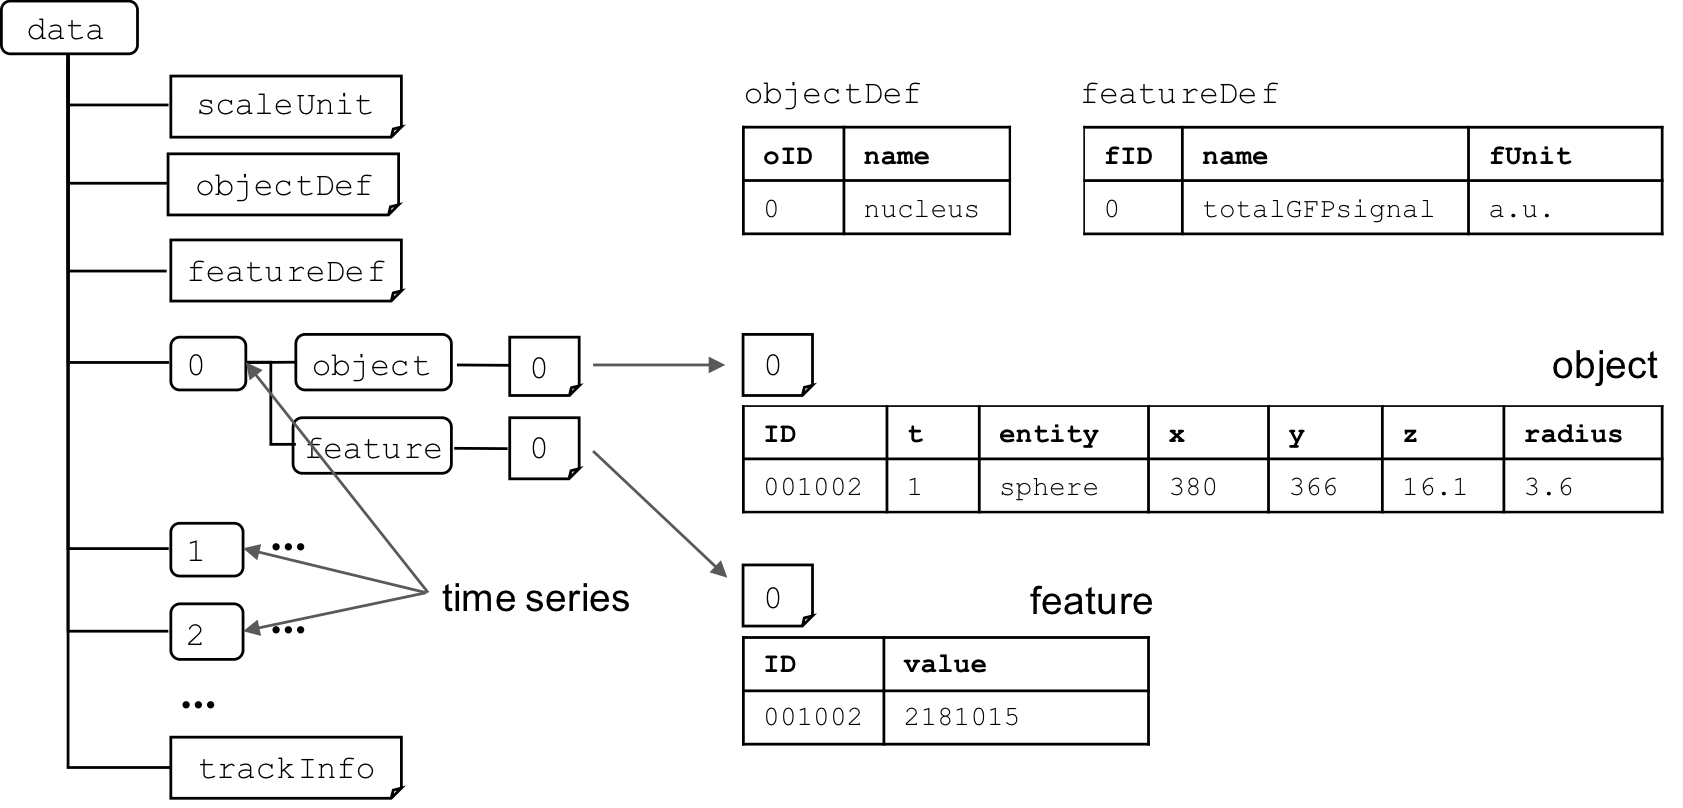 data
scaleUnit
objectDef
featureDef
0 object 0
feature 0
1 ...
2 ...
...
trackInfo
time series
objectDef
oID name
0 nucleus
featureDef
fID name fUnit
0 totalGFPsignal a.u.
0 object
ID t entity x y z radius
001002 1 sphere 380 366 16.1 3.6
0 feature
ID value
001002 2181015